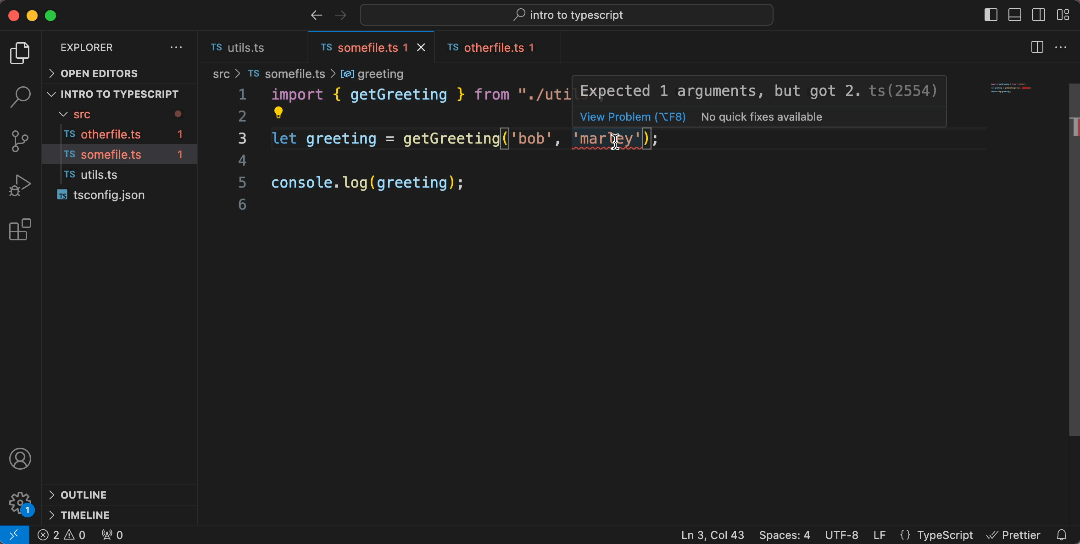 intro to typescript
EXPLORER
TS utils.ts
TS somefile.ts 1
TS otherfile.ts 1
OPEN EDITORS
INTRO TO TYPESCRIPT
src
TS otherfile.ts 1
TS somefile.ts 1
TS utils.ts
TS tsconfig.json
OUTLINE
TIMELINE
src > TS somefile.ts > greeting
1 import { getGreeting } from "./uti
2
3 let greeting = getGreeting('bob', 'marley');
4
5 console.log(greeting);
6
Expected 1 arguments, but got 2. ts(2554)
View Problem (⌥F8) No quick fixes available
1
2 0 0 Ln 3, Col 43 Spaces: 4 UTF-8 LF {} TypeScript Prettier